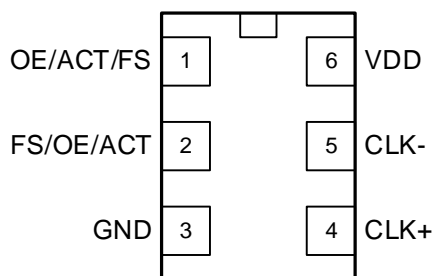 OE/ACT/FS 1 6 VDD
FS/OE/ACT 2 5 CLK-
GND 3 4 CLK+